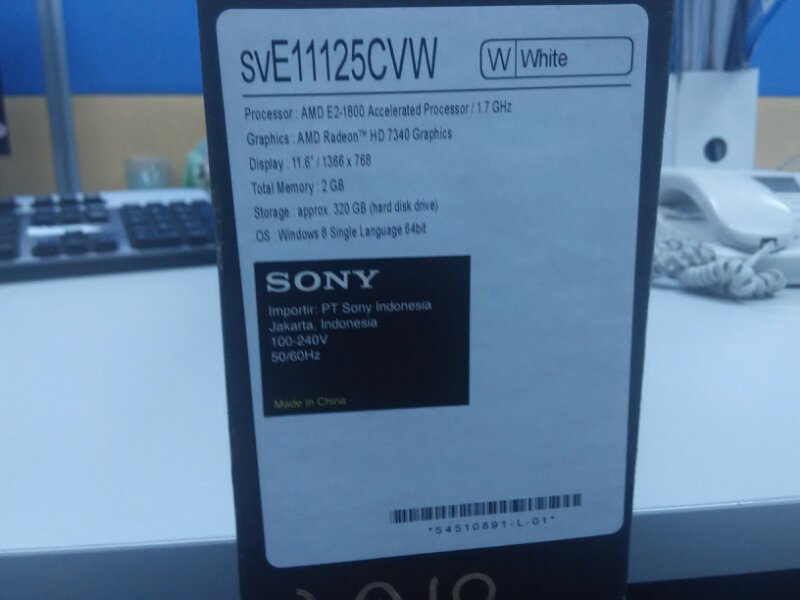 SVE11125CVW
W White
Processor : AMD E2-1800 Accelerated Processor / 1.7 GHz
Graphics : AMD Radeon™ HD 7340 Graphics
Display : 11.6" / 1366 x 768
Total Memory : 2 GB
Storage : approx. 320 GB (hard disk drive)
OS : Windows 8 Single Language 64bit
SONY
Importir: PT Sony Indonesia
Jakarta, Indonesia
100-240V
50/60Hz
Made in China
*54510891-L-01*